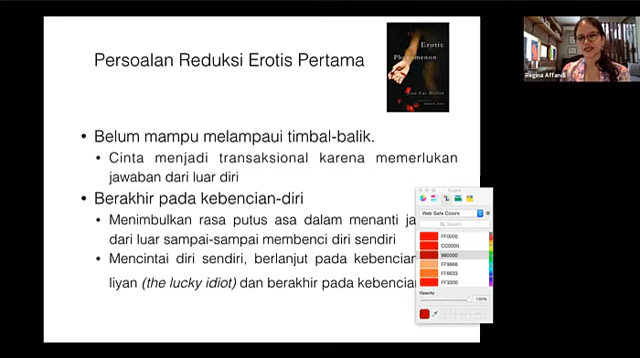 Persoalan Reduksi Erotis Pertama
Erotic
Phenomenon
Regina Affandi
• Belum mampu melampaui timbal-balik.
• Cinta menjadi transaksional karena memerlukan
jawaban dari luar diri
• Berakhir pada kebencian-diri
• Menimbulkan rasa putus asa dalam menanti ja
dari luar sampai-sampai membenci diri sendiri
• Mencintai diri sendiri, berlanjut pada kebencian
liyan (the lucky idiot) dan berakhir pada kebencian
Web Safe Colors
FF0000
DD0000
990000
FF9966
FF6633
FF3300
Opacity
100%